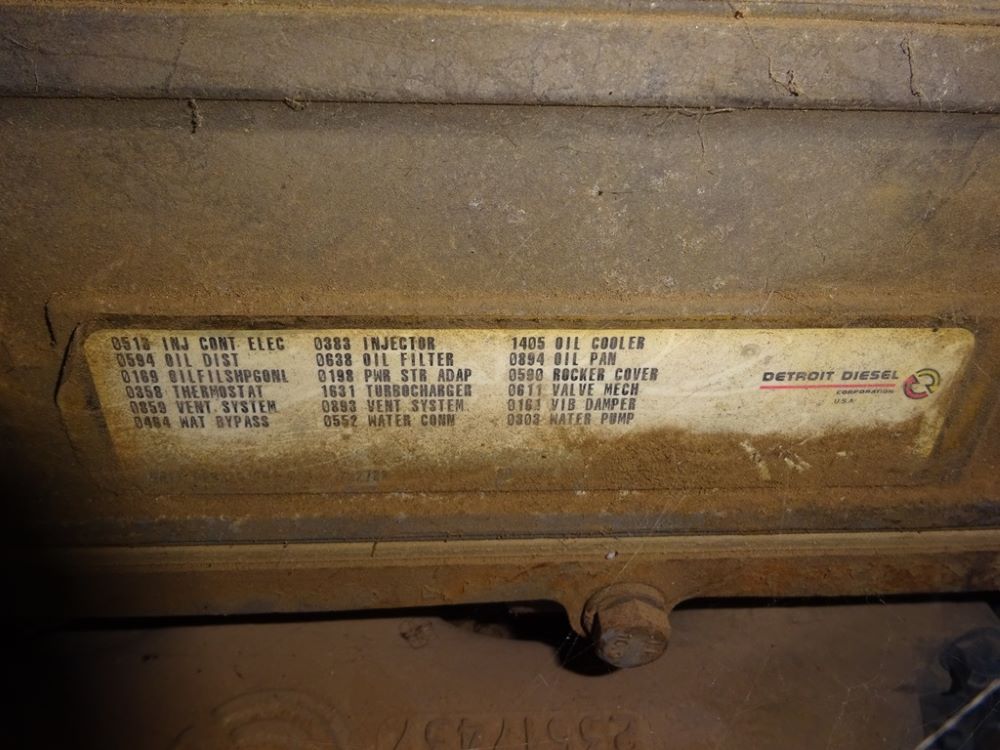 0513 INJ CONT ELEC 0383 INJECTOR 1405 OIL COOLER
0594 OIL DIST 0638 OIL FILTER 0894 OIL PAN
0169 OILFILSHPGONL 0198 PWR STR ADAP 0590 ROCKER COVER
0358 THERMOSTAT 1631 TURBOCHARGER 0611 VALVE MECH
0859 VENT SYSTEM 0893 VENT SYSTEM 0161 VIB DAMPER
0464 WAT BYPASS 0552 WATER CONN 0303 WATER PUMP
DETROIT DIESEL
CORPORATION
U.S.A.